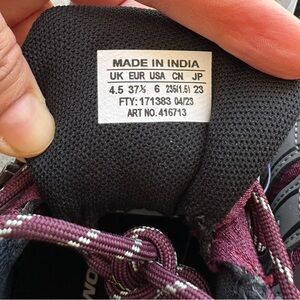 MADE IN INDIA
UK EUR USA CN JP
4.5 37½ 6 235(1.5) 23
FTY: 171383 04/23
ART NO. 416713